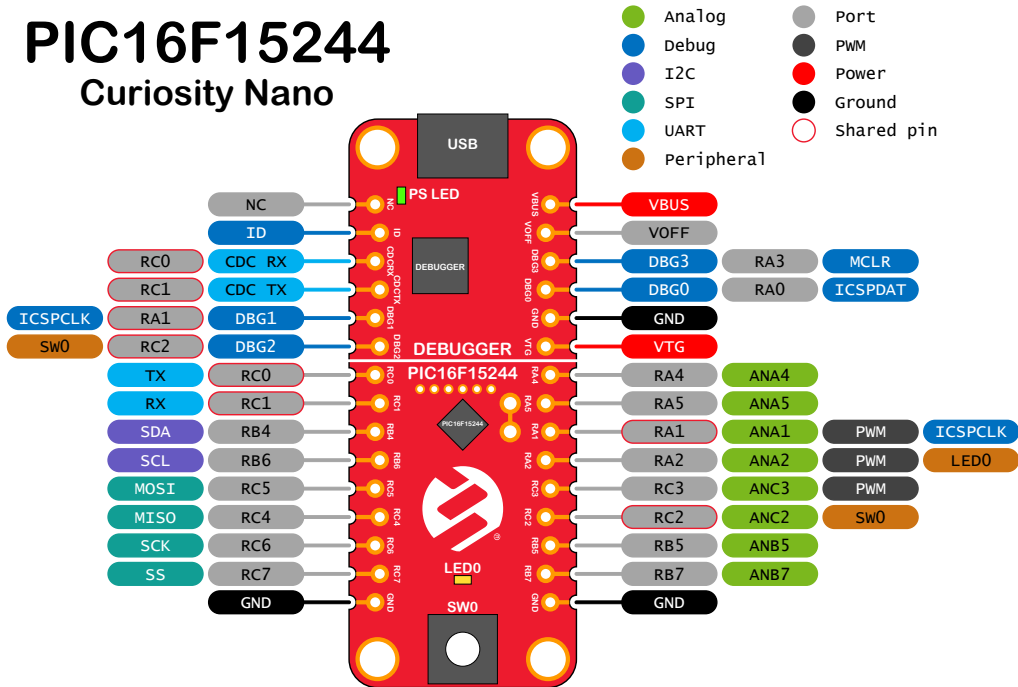 PIC16F15244
Curiosity Nano
Analog Port
Debug PWM
I2C Power
SPI Ground
UART Shared pin
Peripheral
USB
PS LED
NC NC VBUS VBUS
ID ID VOFF VOFF
RC0 CDC RX CDCRX DEBUGGER DBG3 DBG3 RA3 MCLR
RC1 CDC TX CDCTX DBG0 DBG0 RA0 ICSPDAT
ICSPCLK RA1 DBG1 DBG1 GND GND
SW0 RC2 DBG2 DBG2 DEBUGGER VTG VTG
TX RC0 RC0 PIC16F15244 RA4 RA4 ANA4
RX RC1 RC1 RA5 RA5 ANA5
SDA RB4 RB4 PIC16F15244 RA1 RA1 ANA1 PWM ICSPCLK
SCL RB6 RB6 RA2 RA2 ANA2 PWM LED0
MOSI RC5 RC5 RC3 RC3 ANC3 PWM
MISO RC4 RC4 RC2 RC2 ANC2 SW0
SCK RC6 RC6 ® RB5 RB5 ANB5
SS RC7 RC7 LED0 RB7 RB7 ANB7
GND GND SW0 GND GND